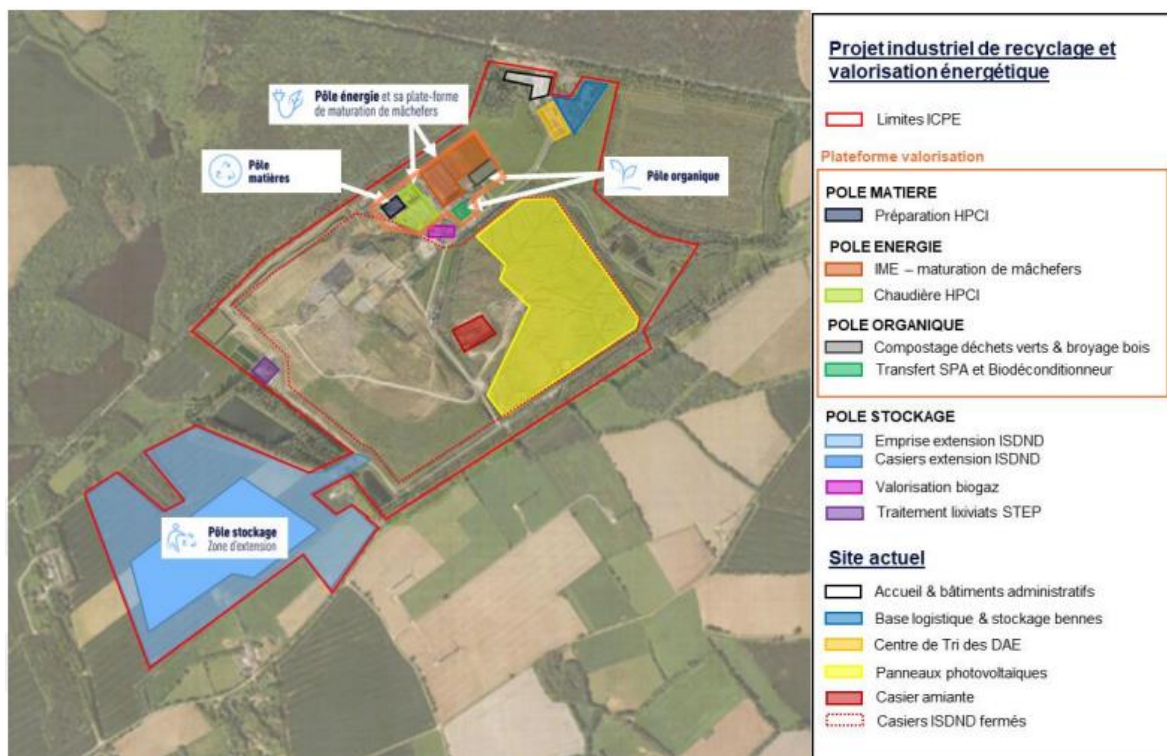 Pôle énergie et sa plate-forme
de maturation de mâchefers
Pôle
matières
Pôle organique
Pôle stockage
Zone d'extension
Projet industriel de recyclage et
valorisation énergétique
Limites ICPE
Plateforme valorisation
POLE MATIERE
Préparation HPCI
POLE ENERGIE
IME – maturation de mâchefers
Chaudière HPCI
POLE ORGANIQUE
Compostage déchets verts & broyage bois
Transfert SPA et Biodéconditionneur
POLE STOCKAGE
Emprise extension ISDND
Casiers extension ISDND
Valorisation biogaz
Traitement lixiviats STEP
Site actuel
Accueil & bâtiments administratifs
Base logistique & stockage bennes
Centre de Tri des DAE
Panneaux photovoltaïques
Casier amiante
Casiers ISDND fermés